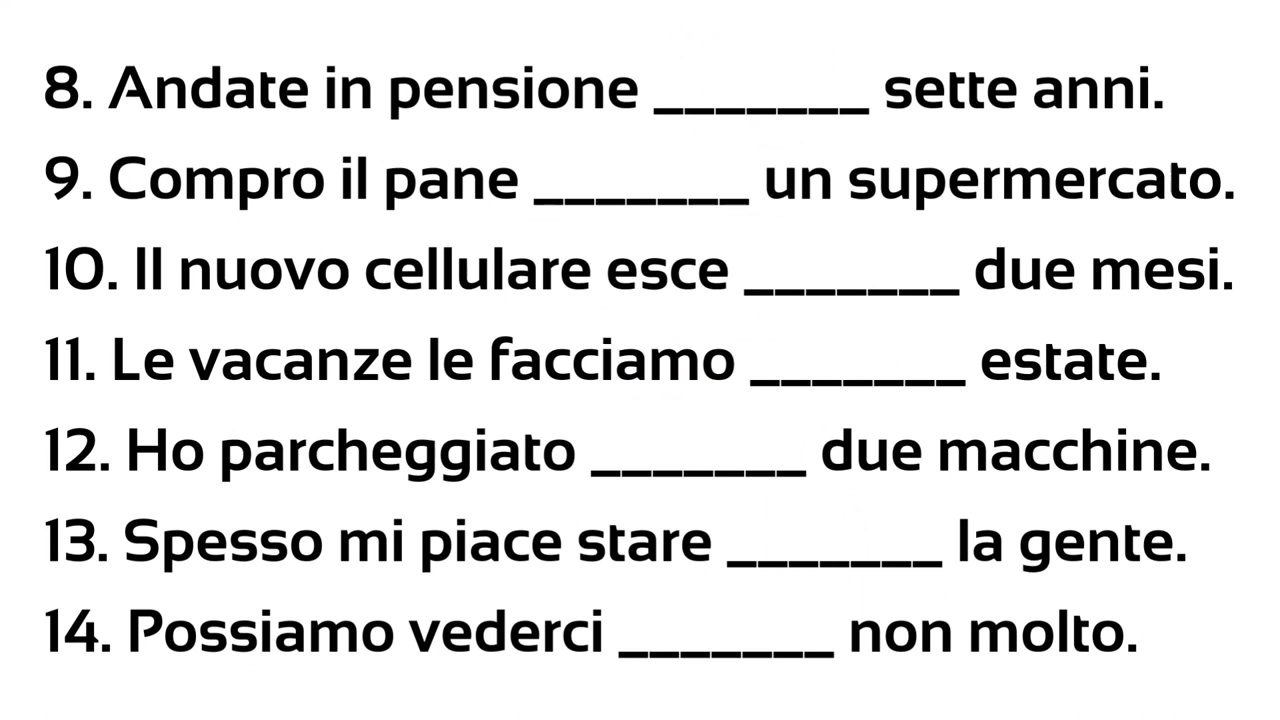 8. Andate in pensione _______ sette anni.
9. Compro il pane _______ un supermercato.
10. Il nuovo cellulare esce _______ due mesi.
11. Le vacanze le facciamo _______ estate.
12. Ho parcheggiato _______ due macchine.
13. Spesso mi piace stare _______ la gente.
14. Possiamo vederci _______ non molto.